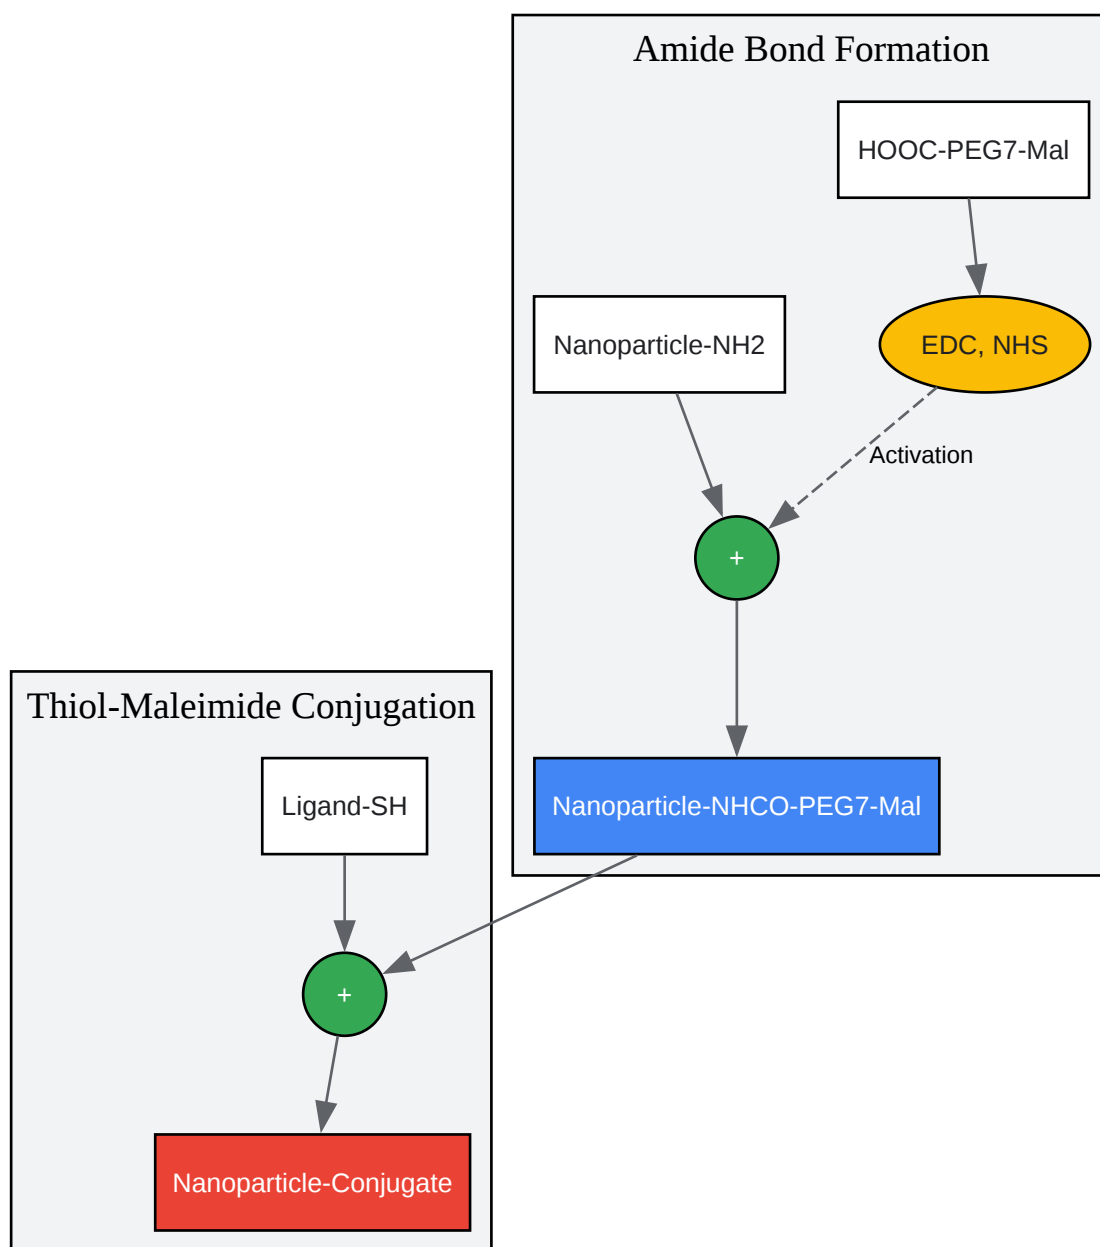 Amide Bond Formation
HOOC-PEG7-Mal
Nanoparticle-NH2
EDC, NHS
Activation
+
Nanoparticle-NHCO-PEG7-Mal
Thiol-Maleimide Conjugation
Ligand-SH
+
Nanoparticle-Conjugate